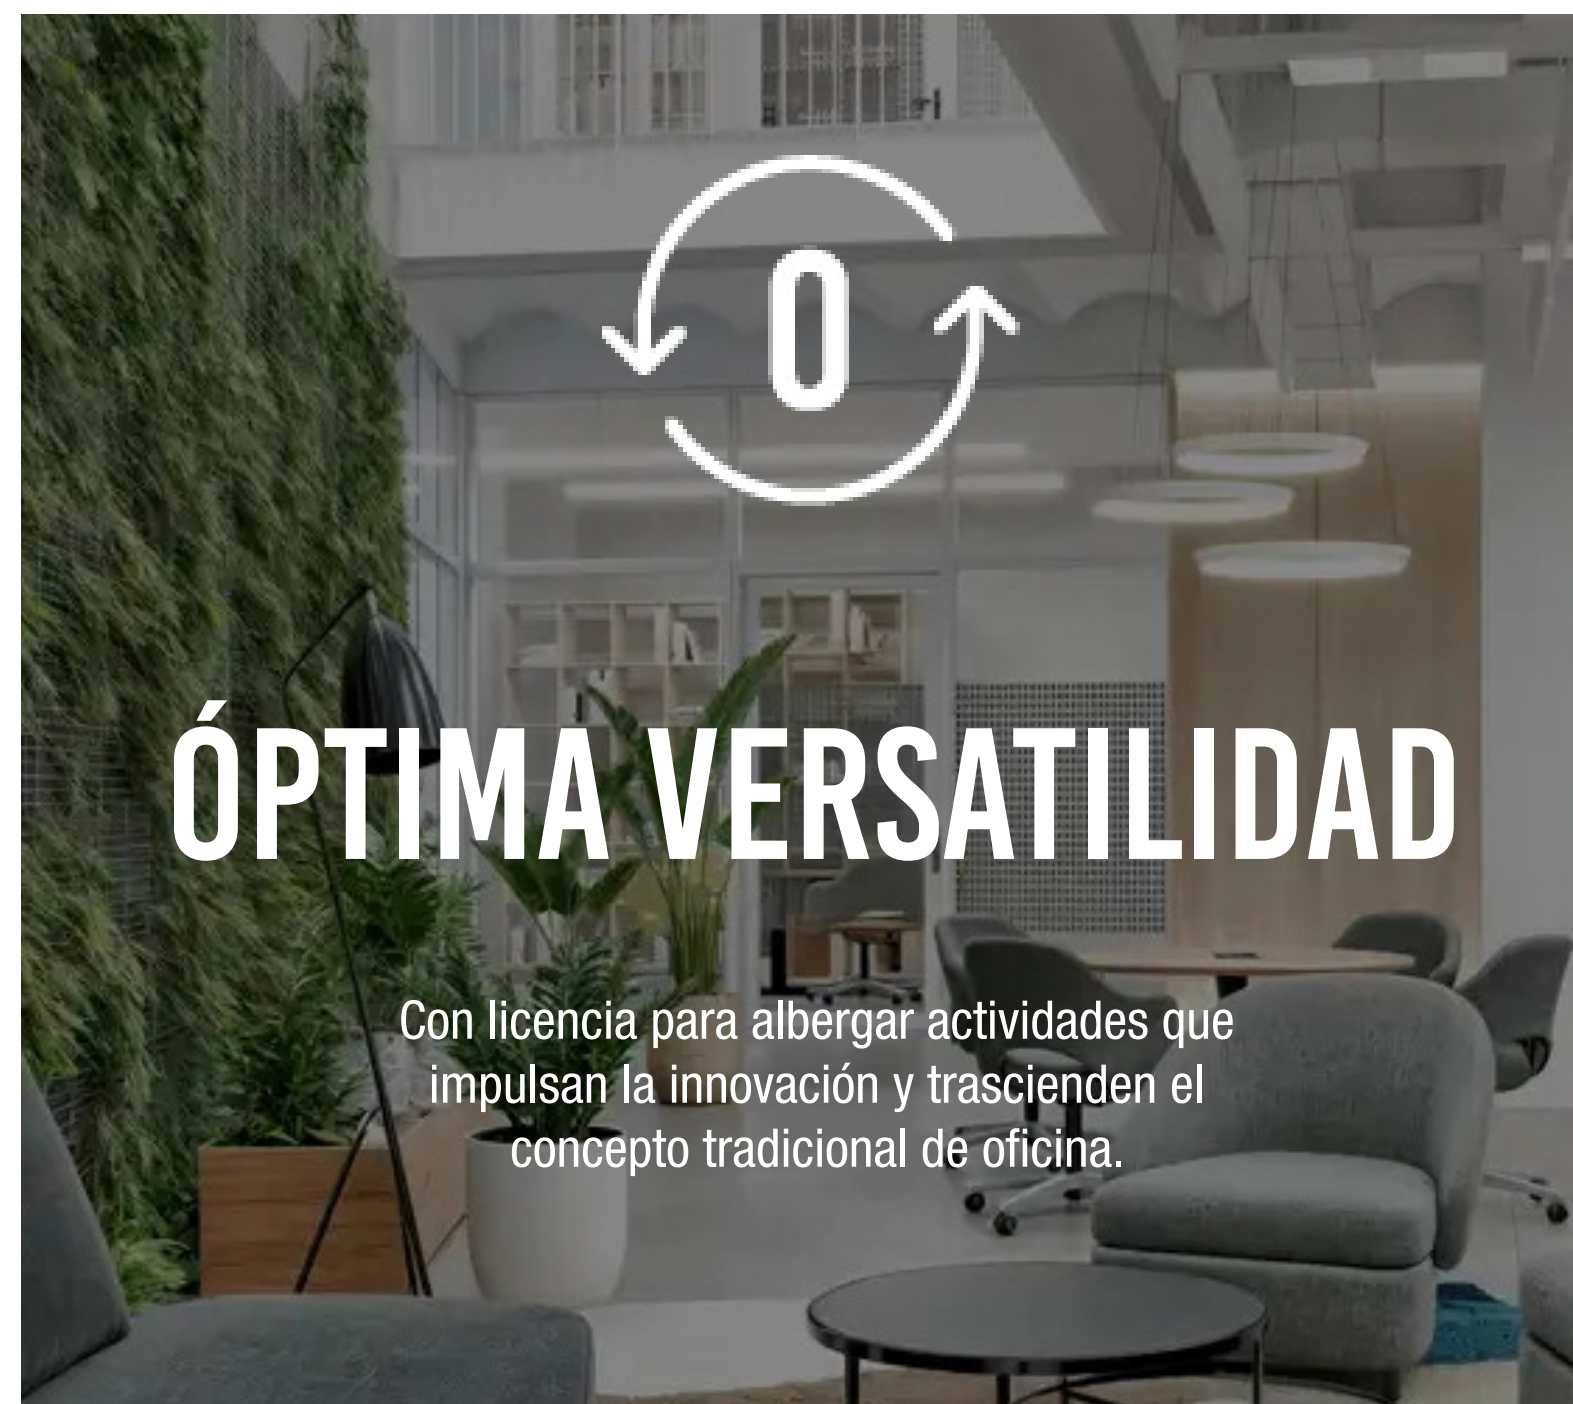 0
ÓPTIMA VERSATILIDAD
Con licencia para albergar actividades que
impulsan la innovación y trascienden el
concepto tradicional de oficina.